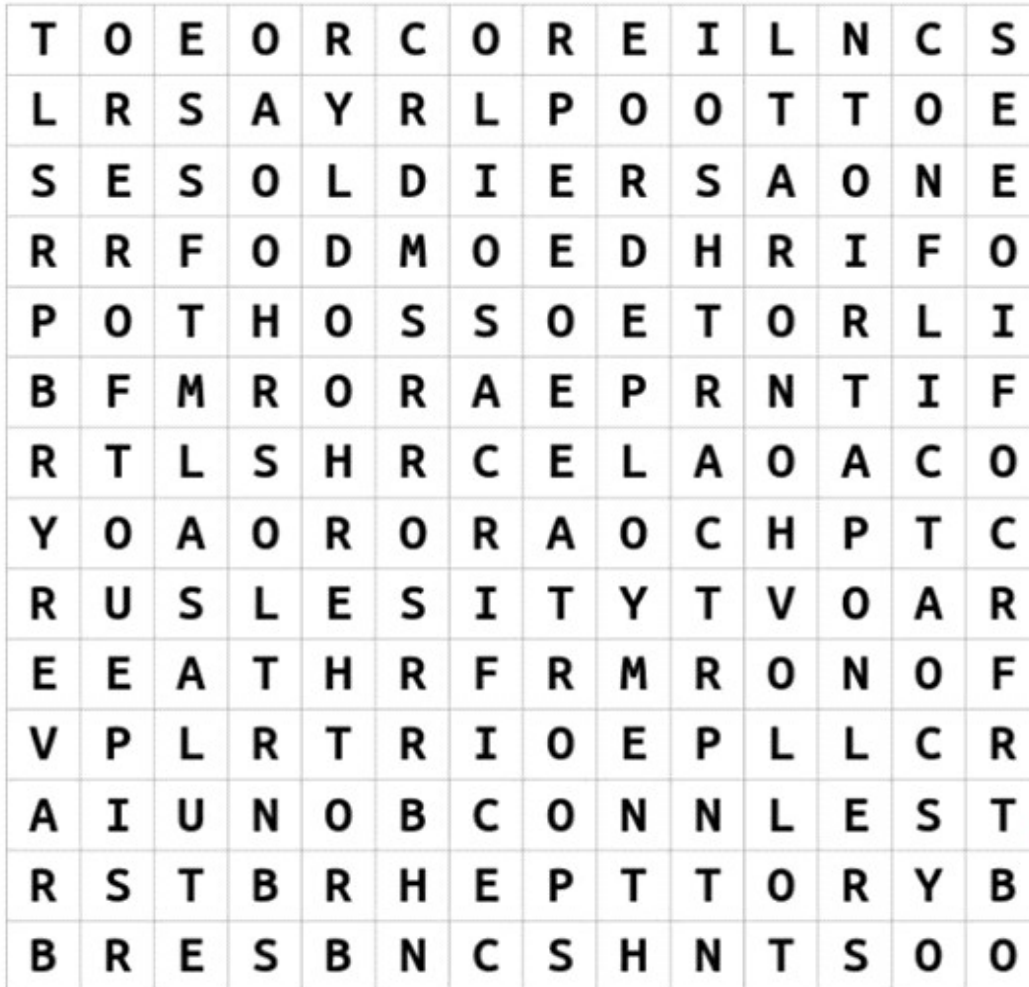 T O E O R C O R E I L N C S
L R S A Y R L P O O T T O E
S E S O L D I E R S A O N E
R R F O D M O E D H R I F O
P O T H O S S O E T O R L I
B F M R O R A E P R N T I F
R T L S H R C E L A O A C O
Y O A O R O R A O C H P T C
R U S L E S I T Y T V O A R
E E A T H R F R M R O N O F
V P L R T R I O E P L L C R
A I U N O B C O N N L E S T
R S T B R H E P T T O R Y B
B R E S B N C S H N T S O O